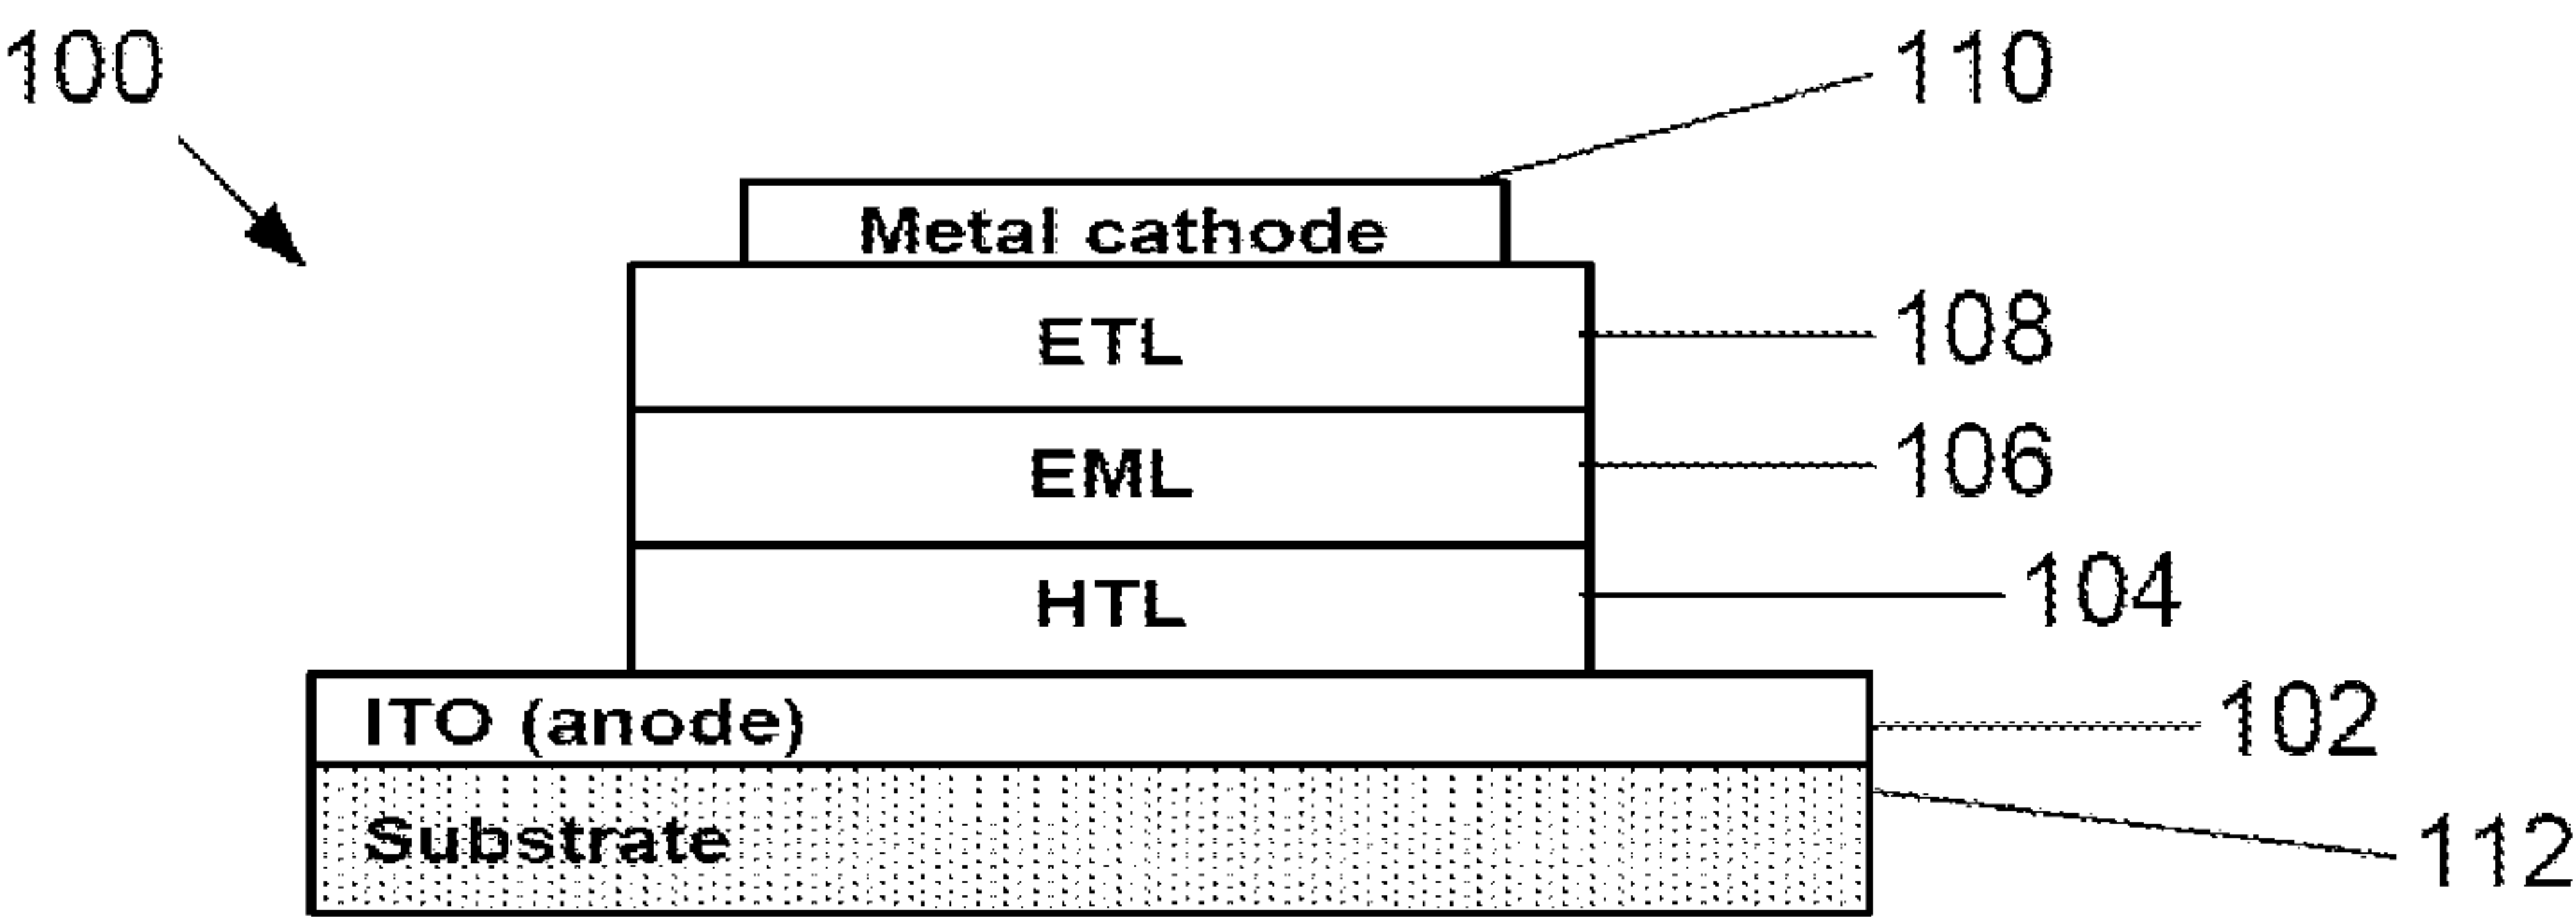 100
110
Metal cathode
ETL
108
EML
106
HTL
104
ITO (anode)
102
Substrate
112